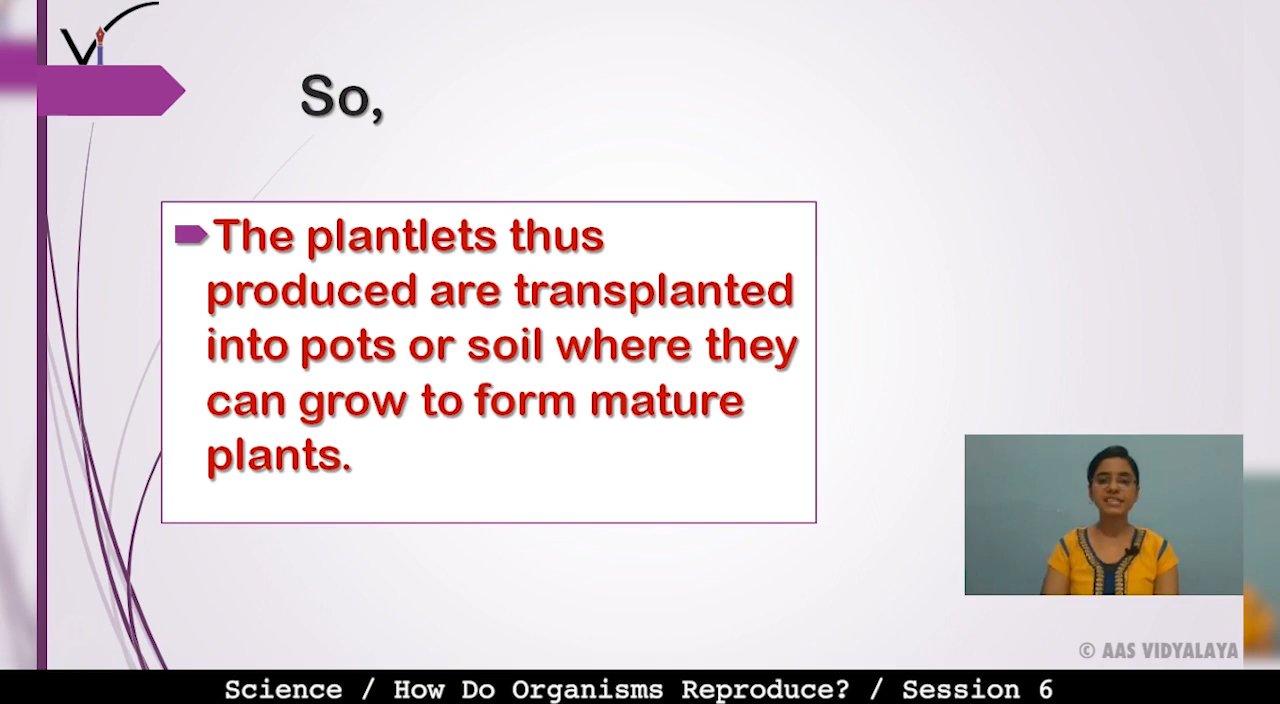 So,
The plantlets thus
produced are transplanted
into pots or soil where they
can grow to form mature
plants.
© AAS VIDYALAYA
Science / How Do Organisms Reproduce? / Session 6